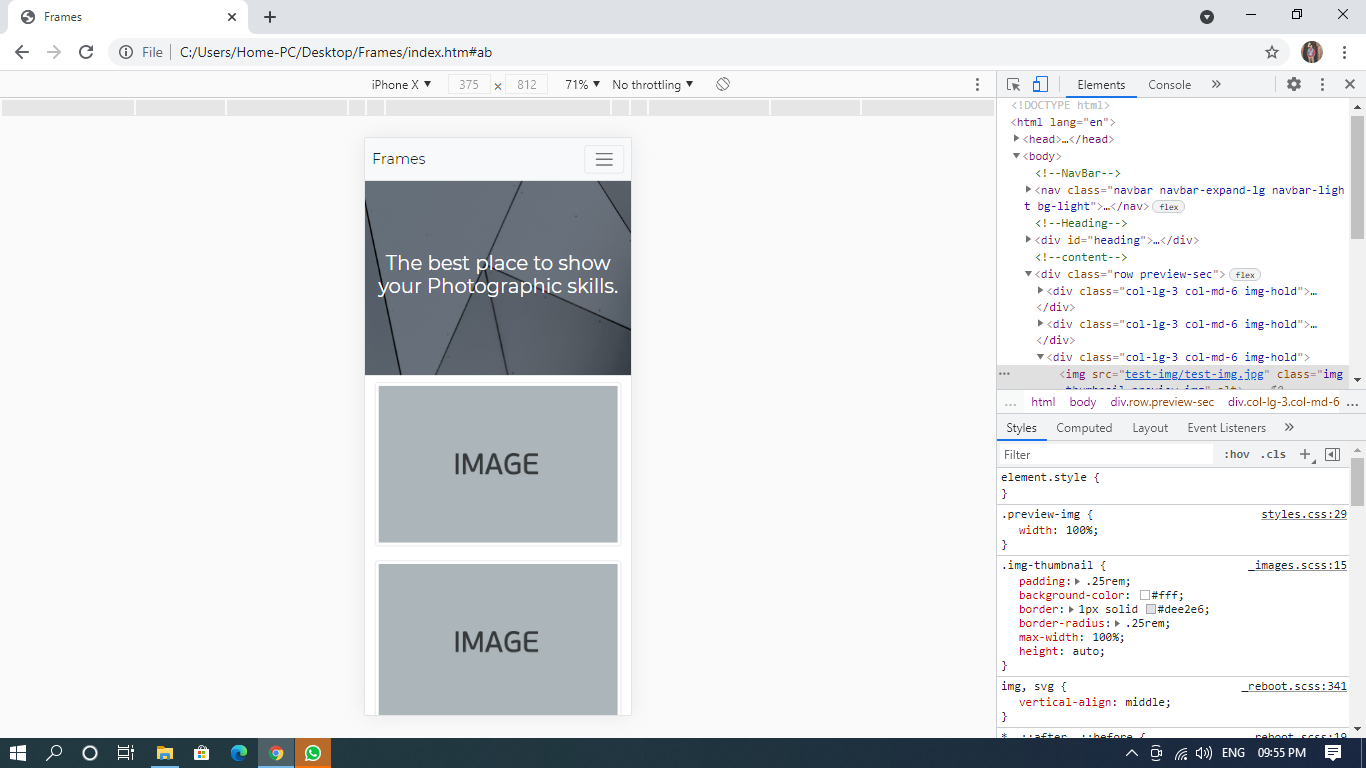 Frames
File C:/Users/Home-PC/Desktop/Frames/index.htm#ab
iPhone X ▼ 375 × 812 71% ▼ No throttling ▼
Elements Console »
<!DOCTYPE html>
<html lang="en">
<head>…</head>
<body>
<!--NavBar-->
<nav class="navbar navbar-expand-lg navbar-ligh
t bg-light">…</nav> flex
<!--Heading-->
<div id="heading">…</div>
<!--content-->
<div class="row preview-sec"> flex
<div class="col-lg-3 col-md-6 img-hold">…
</div>
<div class="col-lg-3 col-md-6 img-hold">…
</div>
<div class="col-lg-3 col-md-6 img-hold">
<img src="test-img/test-img.jpg" class="img
… html body div.row.preview-sec div.col-lg-3.col-md-6 …
Styles Computed Layout Event Listeners »
Filter :hov .cls +
element.style {
}
.preview-img { styles.css:29
width: 100%;
}
.img-thumbnail { _images.scss:15
padding: .25rem;
background-color: #fff;
border: 1px solid #dee2e6;
border-radius: .25rem;
max-width: 100%;
height: auto;
}
img, svg { _reboot.scss:341
vertical-align: middle;
}
*, ::after, ::before { _reboot.scss:19
Frames
The best place to show
your Photographic skills.
IMAGE
IMAGE
ENG 09:55 PM